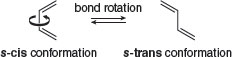 bond rotation
s-cis conformation
s-trans conformation